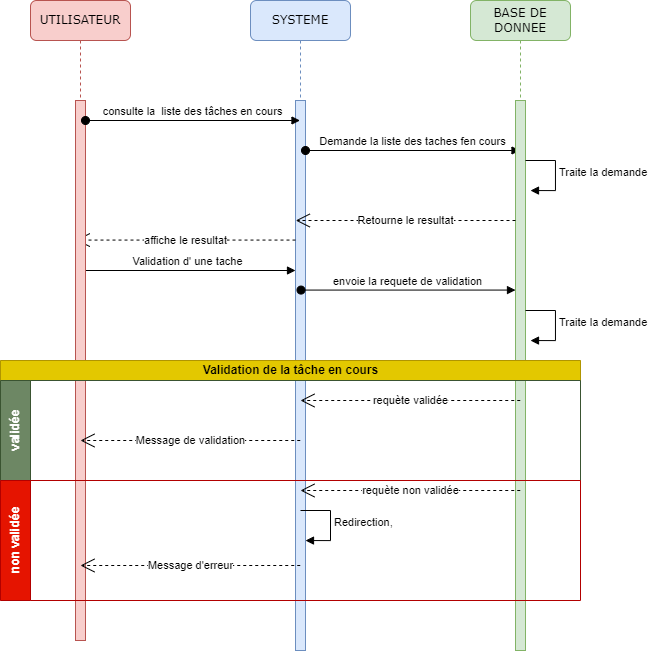 UTILISATEUR
SYSTEME
BASE DE
DONNEE
consulte la liste des tâches en cours
Demande la liste des taches fen cours
Traite la demande
Retourne le resultat
affiche le resultat
Validation d' une tache
envoie la requete de validation
Traite la demande
Validation de la tâche en cours
validée
requète validée
Message de validation
non validée
requète non validée
Redirection,
Message d'erreur